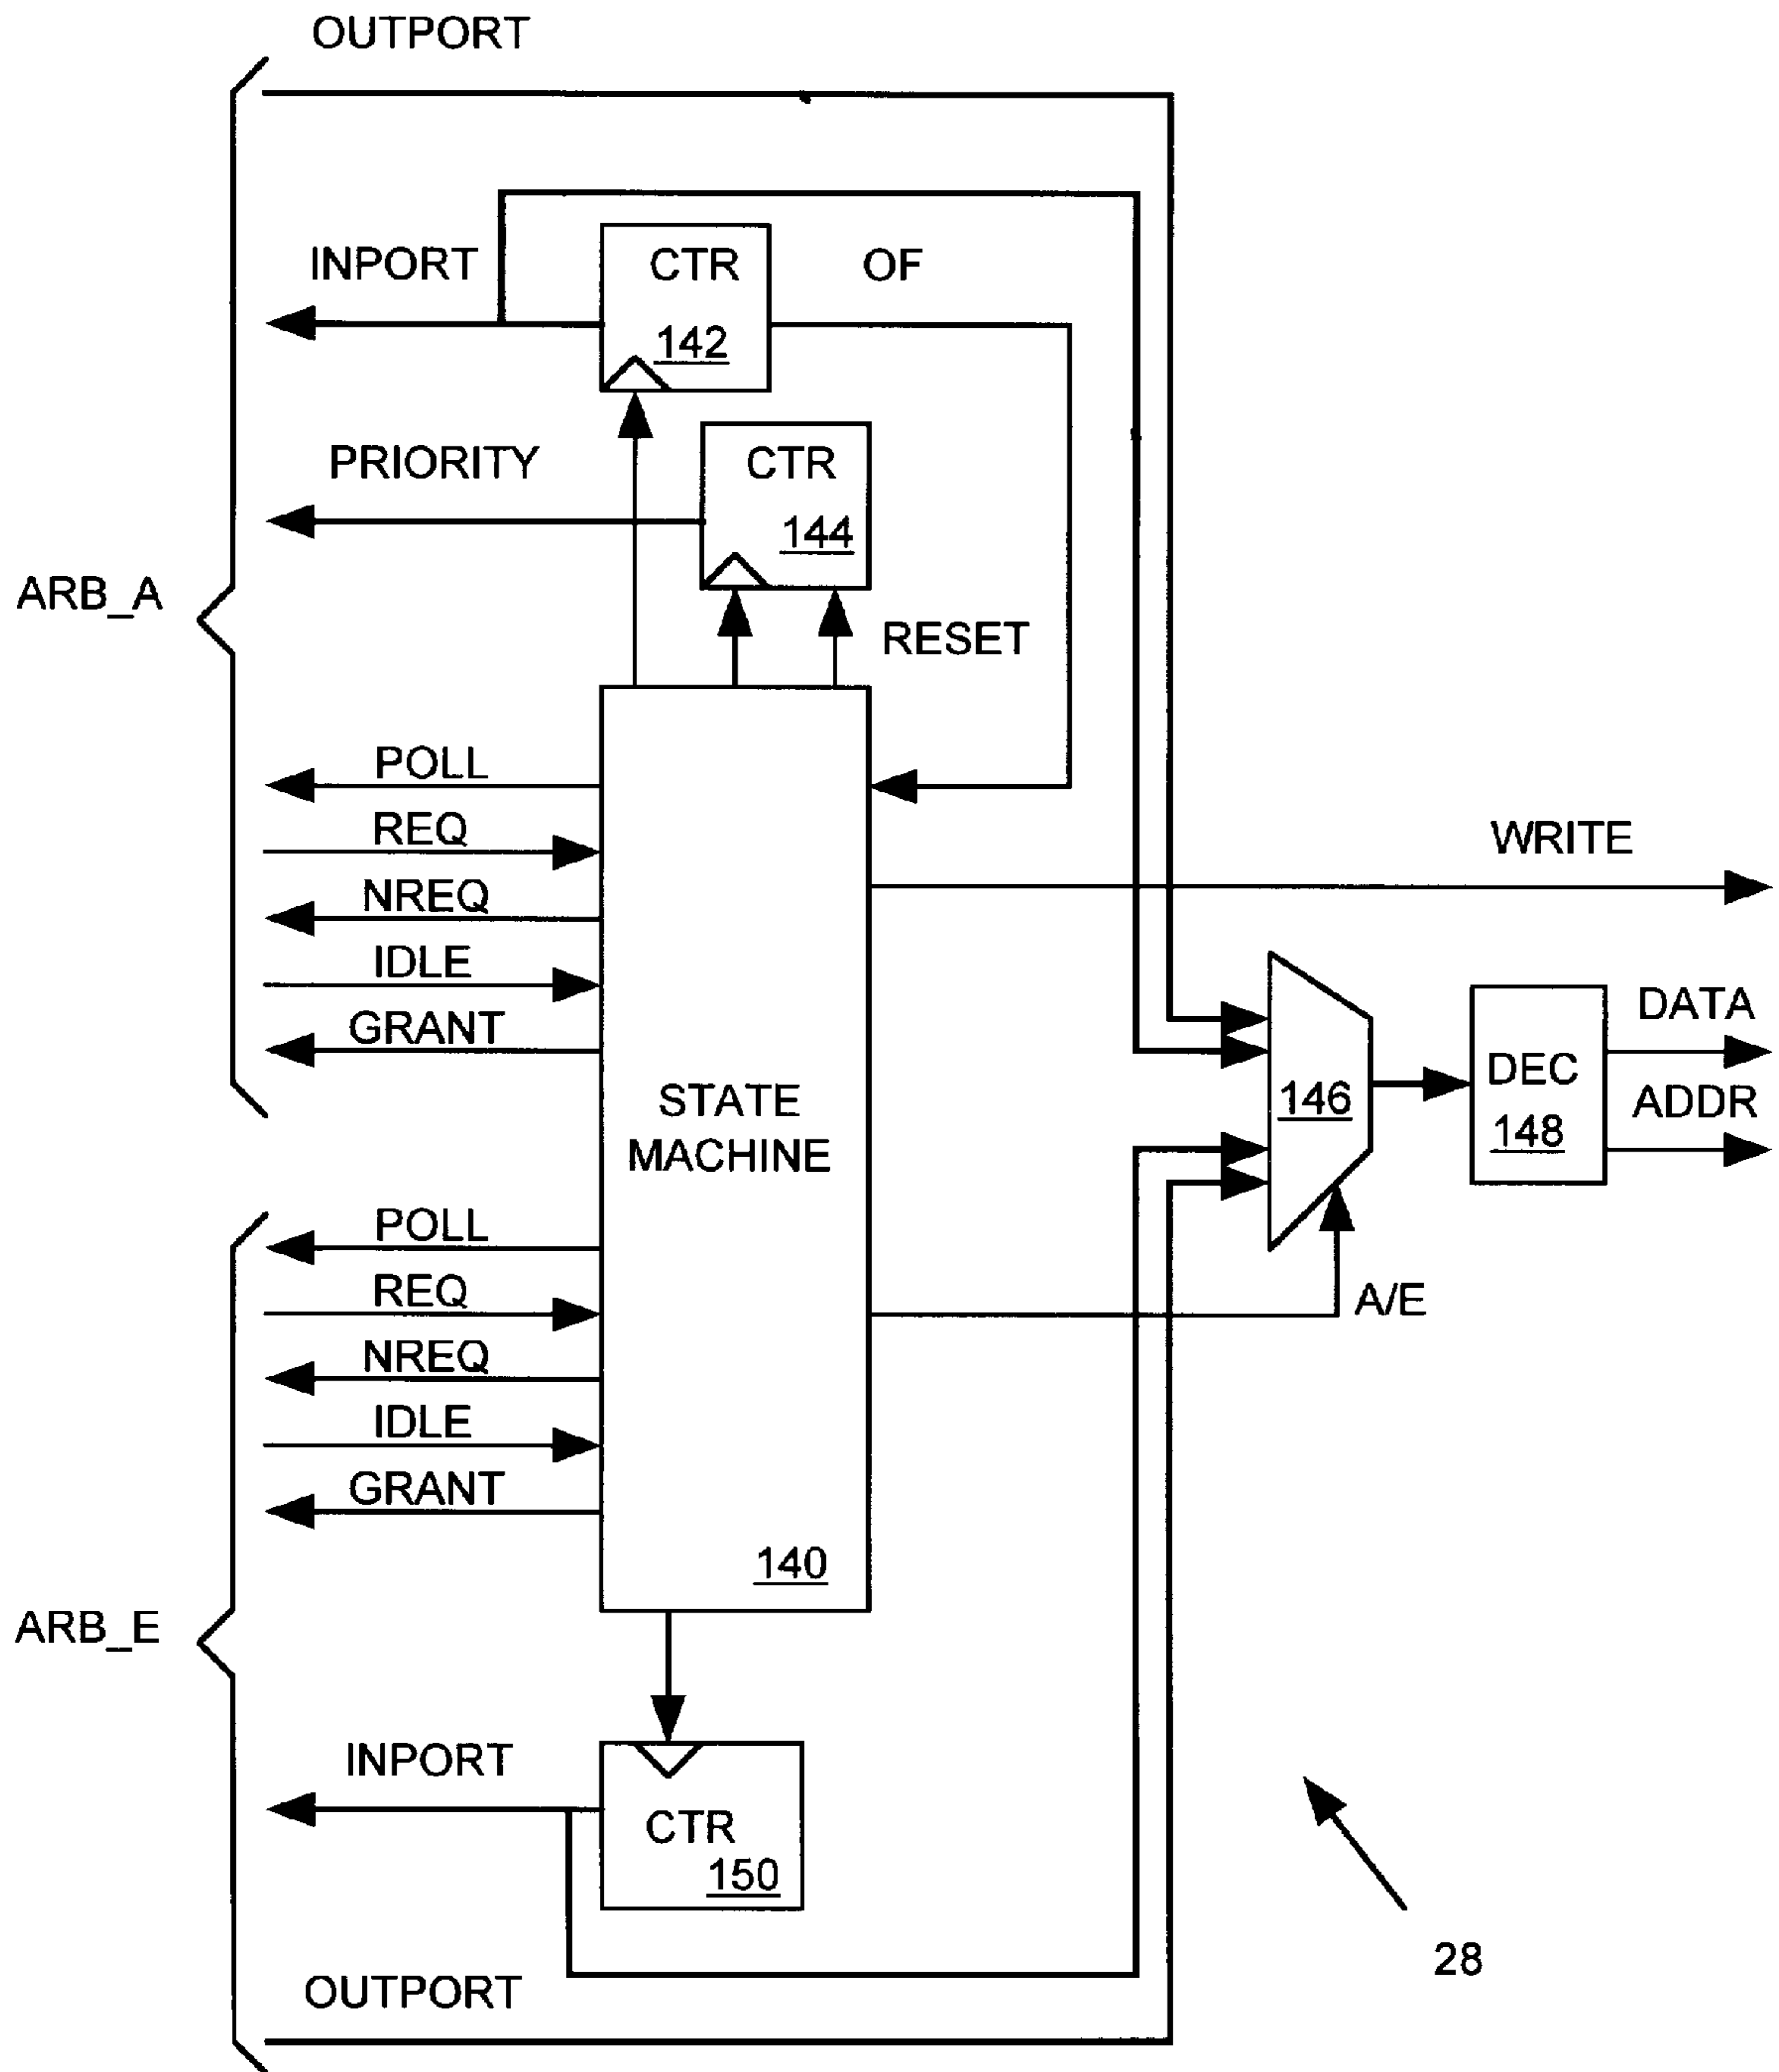 OUTPORT
INPORT
CTR
142
OF
PRIORITY
CTR
144
ARB_A
RESET
POLL
REQ
NREQ
IDLE
GRANT
WRITE
STATE
MACHINE
146
DEC
148
DATA
ADDR
POLL
REQ
NREQ
IDLE
GRANT
A/E
140
ARB_E
INPORT
CTR
150
OUTPORT
28